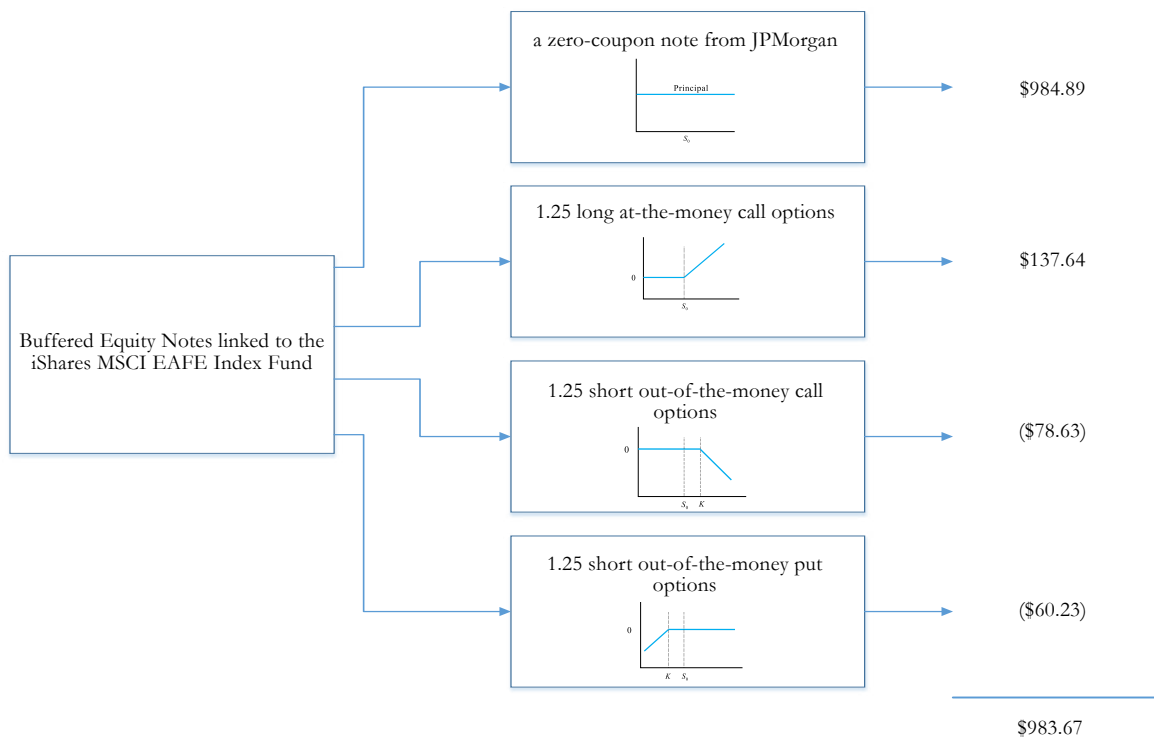 a zero-coupon note from JPMorgan
Principal
S₀
$984.89
1.25 long at-the-money call options
0
S₀
$137.64
Buffered Equity Notes linked to the
iShares MSCI EAFE Index Fund
1.25 short out-of-the-money call
options
0
S₀ K
($78.63)
1.25 short out-of-the-money put
options
0
K S₀
($60.23)
$983.67